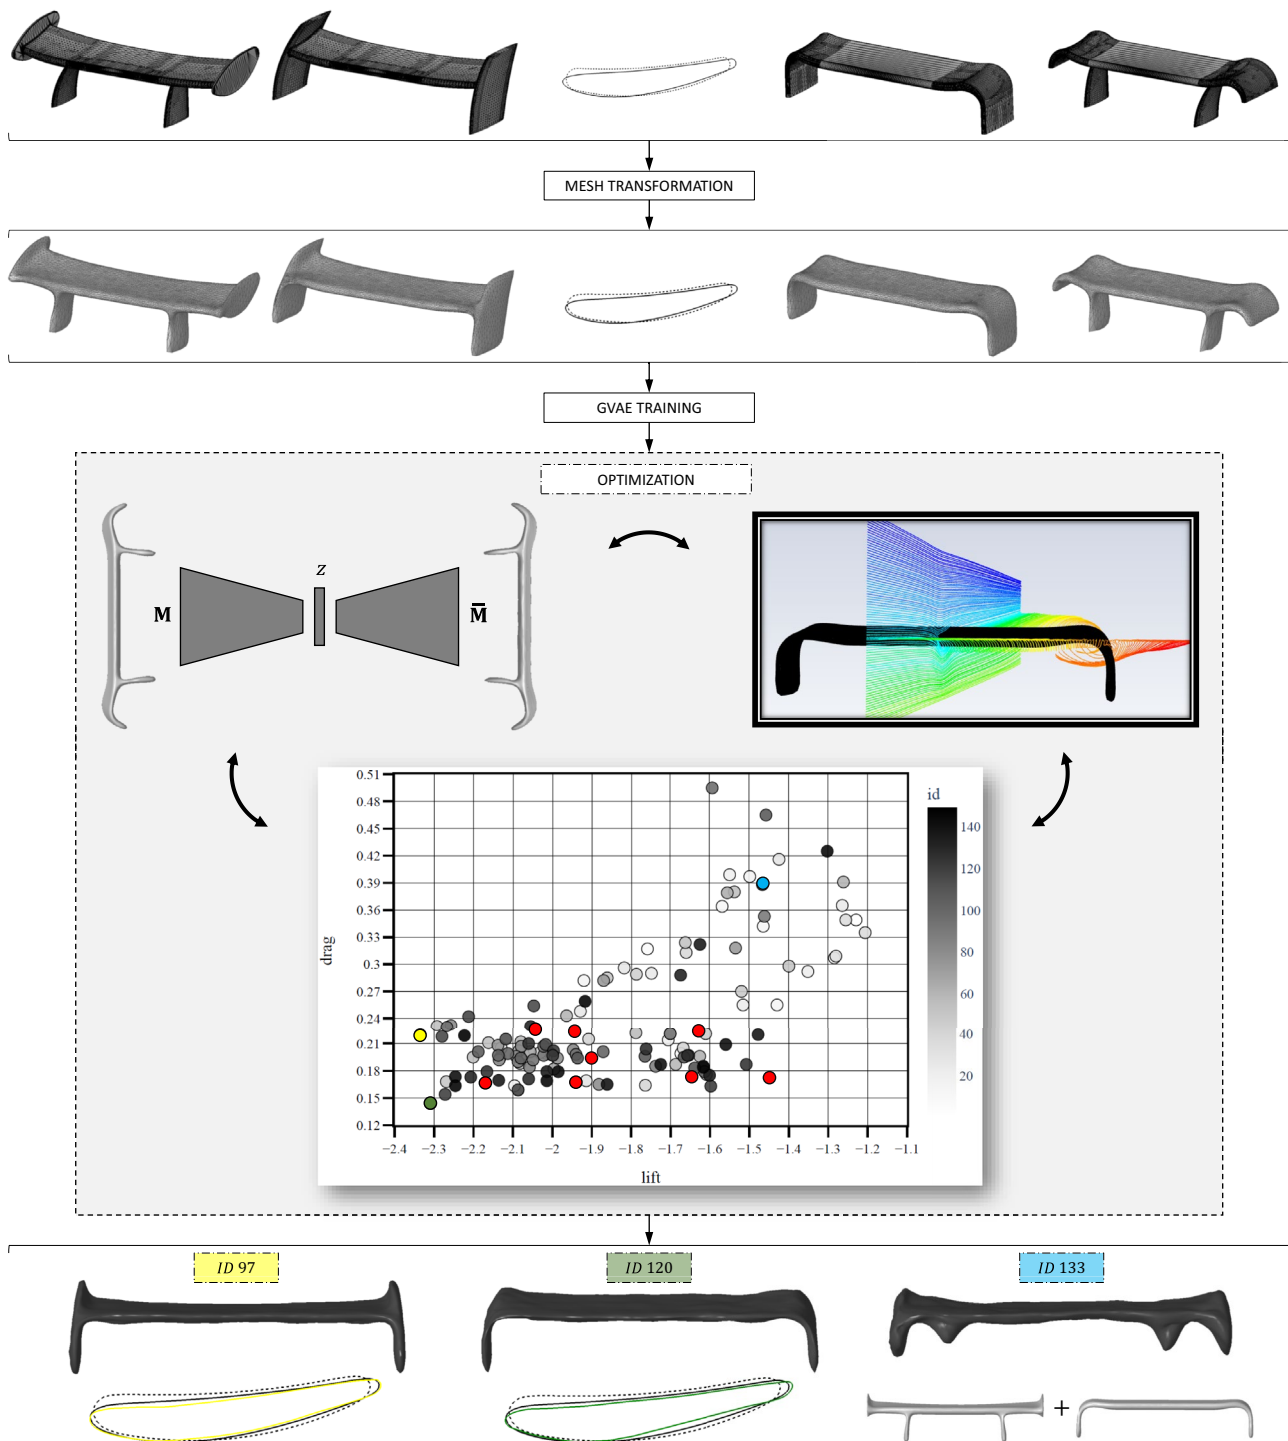 MESH TRANSFORMATION
GVAE TRAINING
OPTIMIZATION
z
M
M̄
0.51
0.48
0.45
0.42
0.39
0.36
0.33
0.3
0.27
0.24
0.21
0.18
0.15
0.12
drag
−2.4 −2.3 −2.2 −2.1 −2 −1.9 −1.8 −1.7 −1.6 −1.5 −1.4 −1.3 −1.2 −1.1
lift
id
140
120
100
80
60
40
20
ID 97
ID 120
ID 133
+